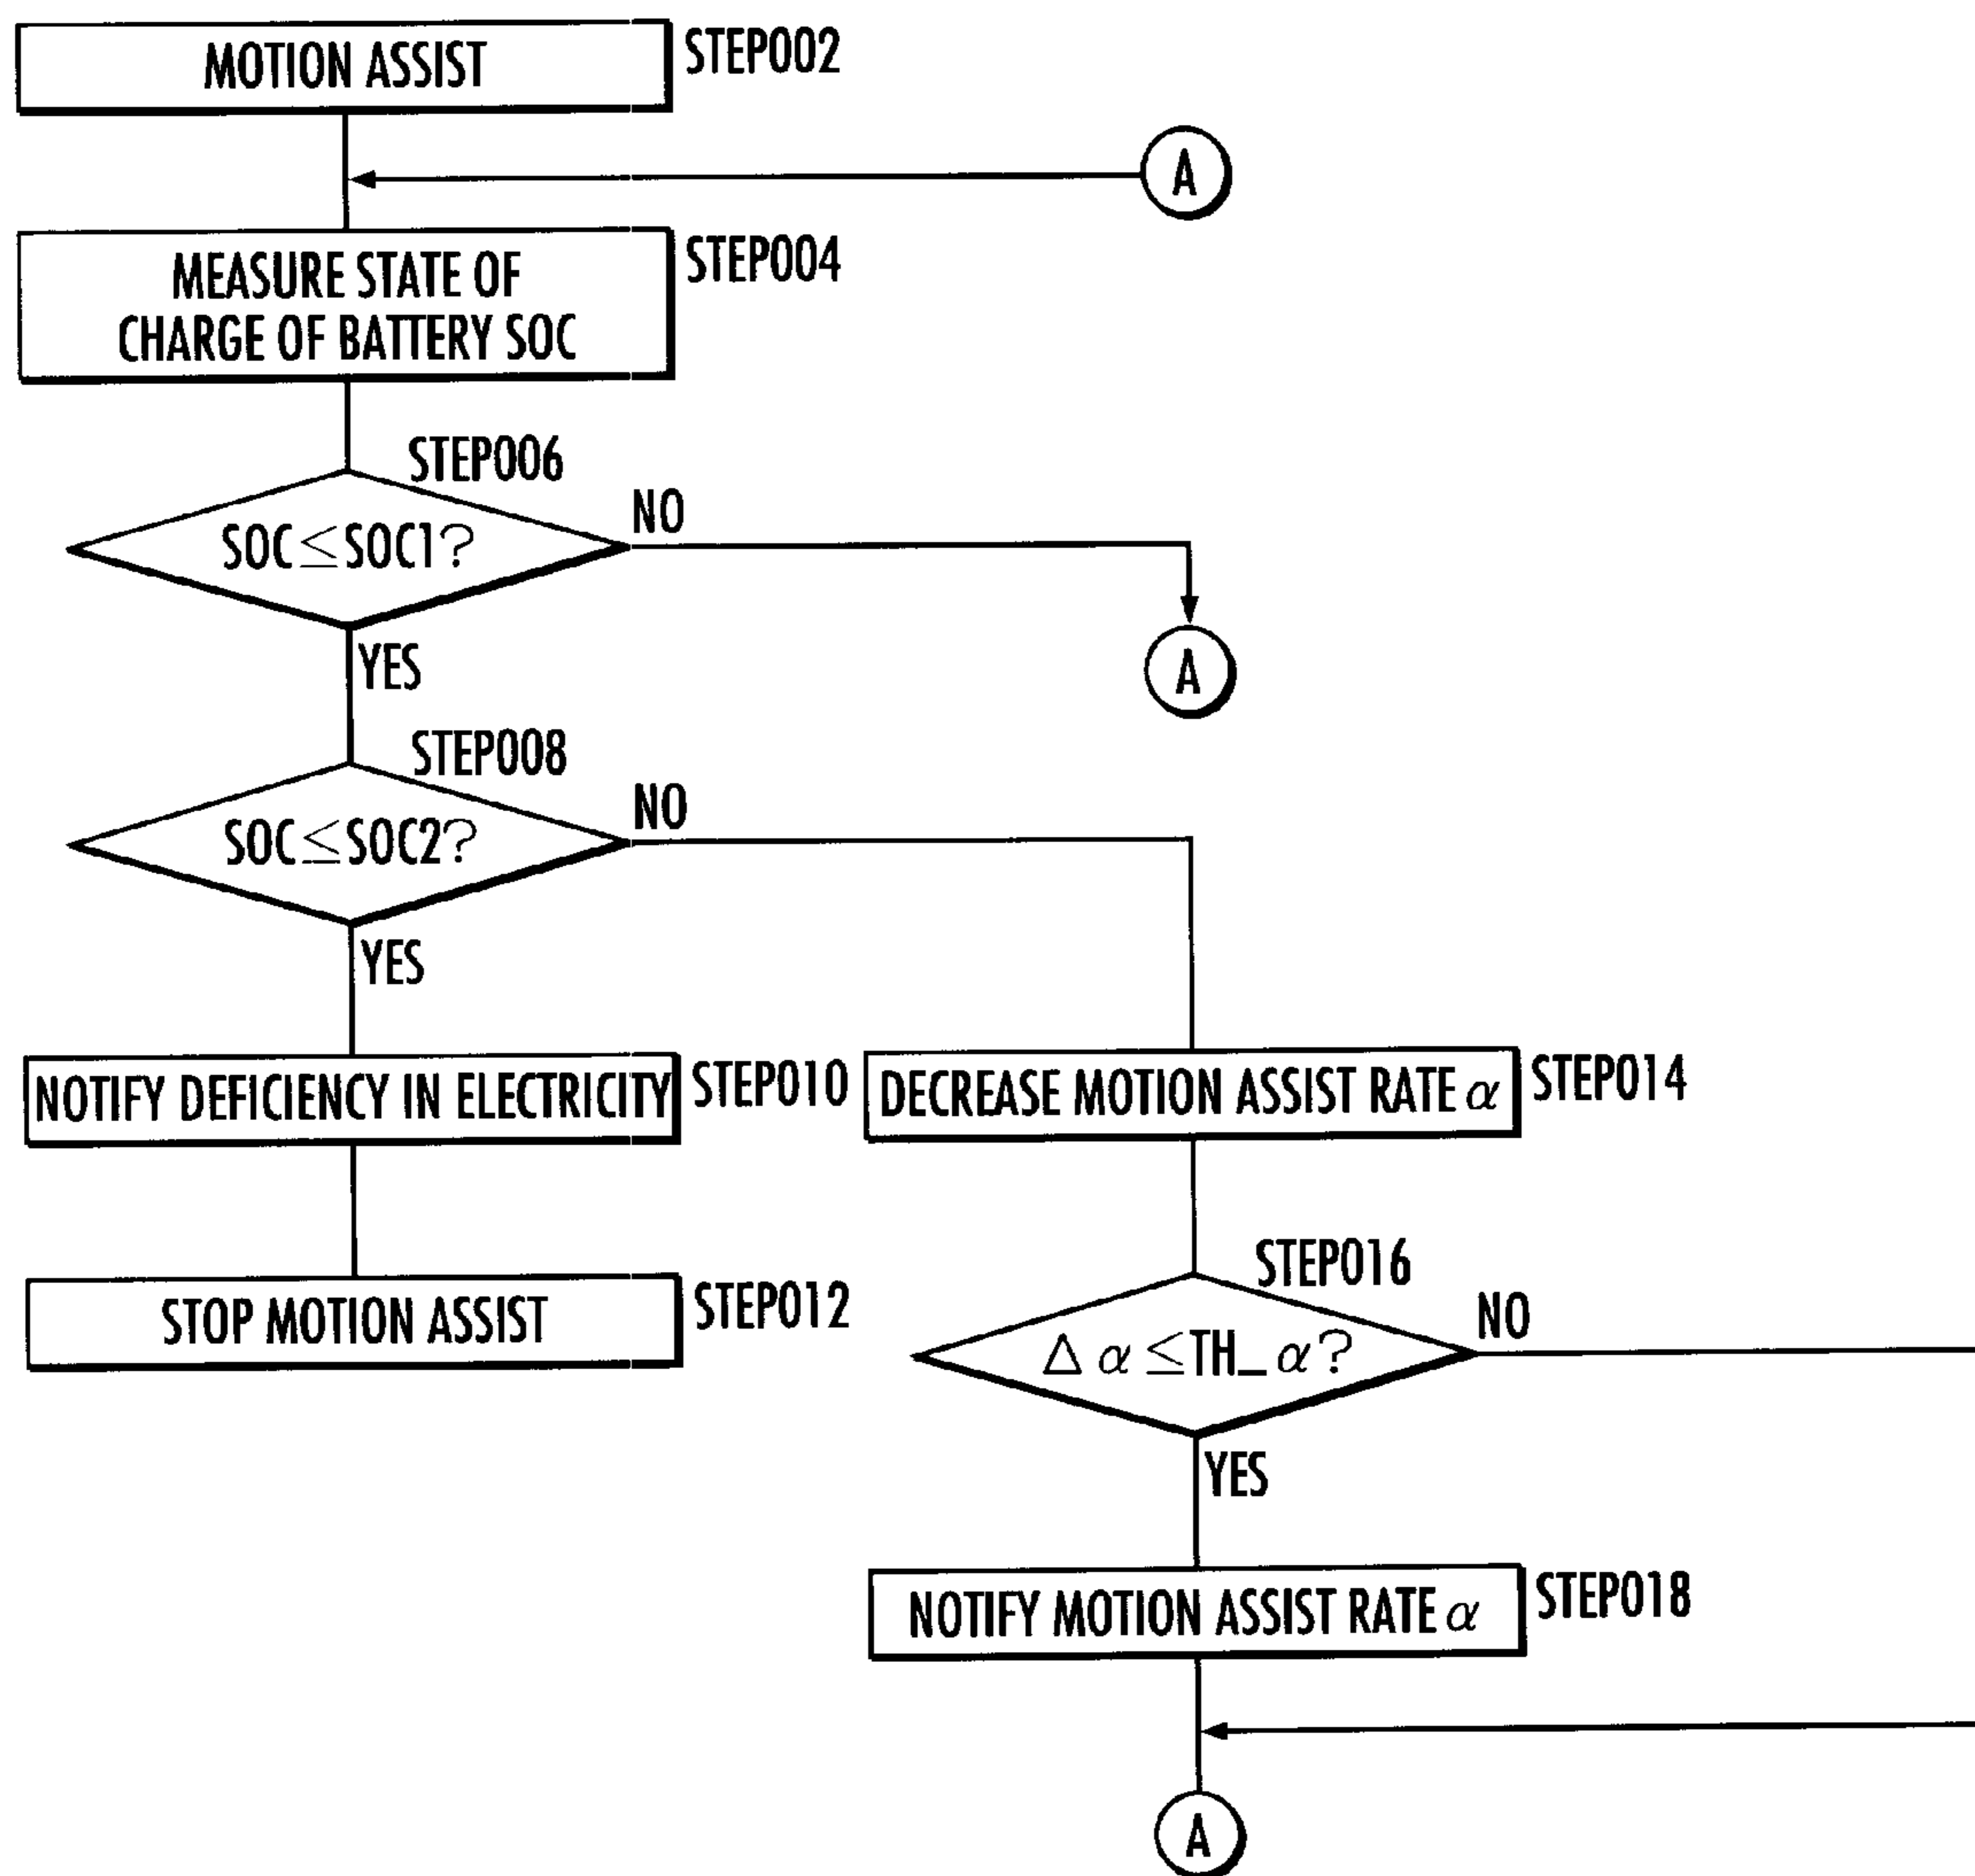 MOTION ASSIST
STEP002
A
MEASURE STATE OF
CHARGE OF BATTERY SOC
STEP004
STEP006
SOC≦SOC1?
NO
A
YES
STEP008
SOC≦SOC2?
NO
YES
NOTIFY DEFICIENCY IN ELECTRICITY
STEP010
DECREASE MOTION ASSIST RATE α
STEP014
STOP MOTION ASSIST
STEP012
STEP016
Δα≦TH_α?
NO
YES
NOTIFY MOTION ASSIST RATE α
STEP018
A